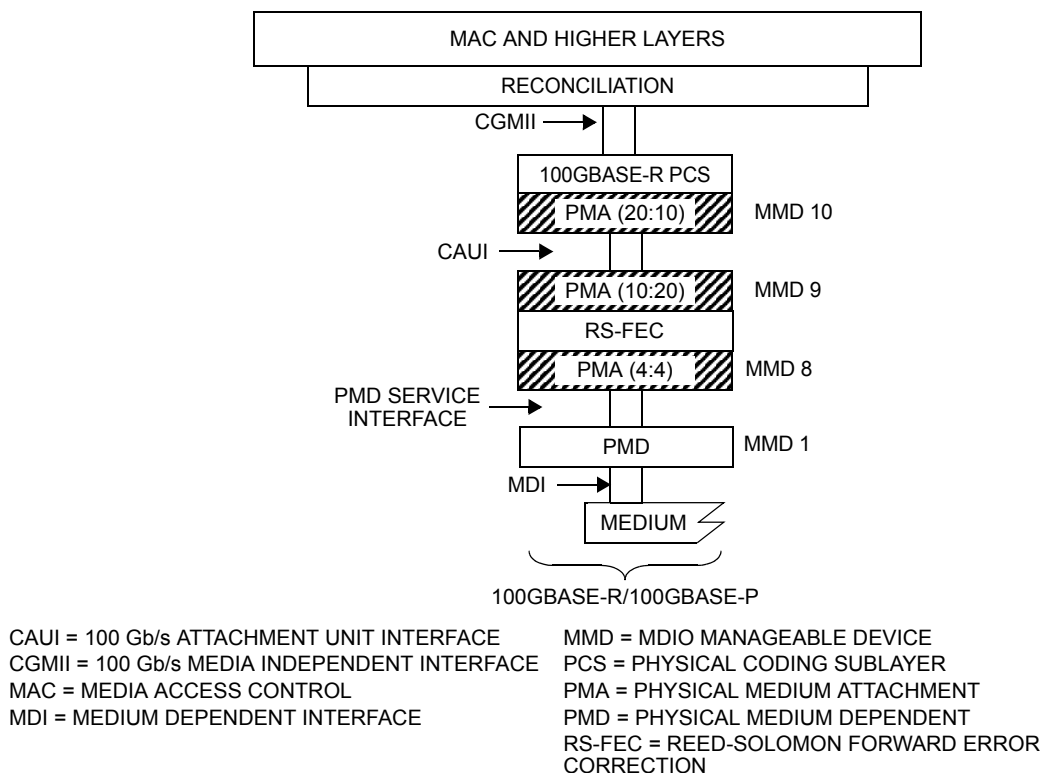 MAC AND HIGHER LAYERS
RECONCILIATION
CGMII
100GBASE-R PCS
PMA (20:10)
MMD 10
CAUI
PMA (10:20)
MMD 9
RS-FEC
PMA (4:4)
MMD 8
PMD SERVICE
INTERFACE
PMD
MMD 1
MDI
MEDIUM
100GBASE-R/100GBASE-P
CAUI = 100 Gb/s ATTACHMENT UNIT INTERFACE
CGMII = 100 Gb/s MEDIA INDEPENDENT INTERFACE
MAC = MEDIA ACCESS CONTROL
MDI = MEDIUM DEPENDENT INTERFACE
MMD = MDIO MANAGEABLE DEVICE
PCS = PHYSICAL CODING SUBLAYER
PMA = PHYSICAL MEDIUM ATTACHMENT
PMD = PHYSICAL MEDIUM DEPENDENT
RS-FEC = REED-SOLOMON FORWARD ERROR
CORRECTION